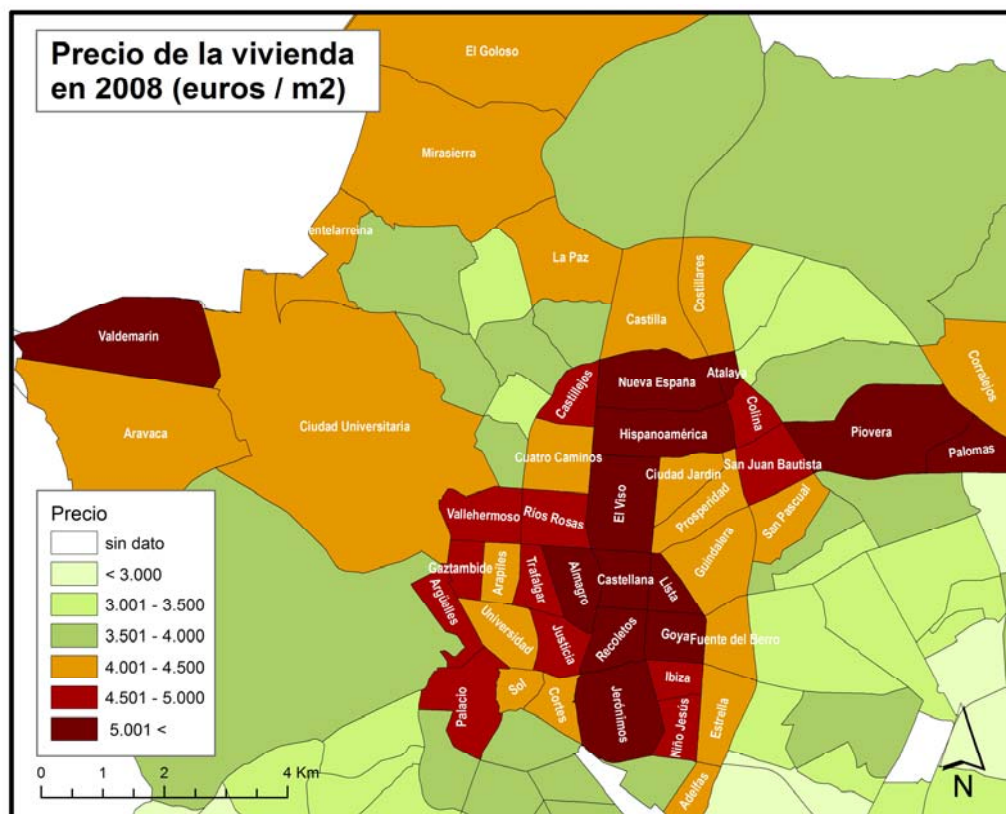 Precio de la vivienda
en 2008 (euros / m2)
El Goloso
Mirasierra
entelarreina
La Paz
Costillares
Castilla
Valdemarín
Atalaya
Nueva España
Castillejos
Colina
Corralejos
Aravaca
Ciudad Universitaria
Hispanoamérica
Piovera
Palomas
Cuatro Caminos
Ciudad Jardín
San Juan Bautista
El Viso
Prosperidad
San Pascual
Vallehermoso
Ríos Rosas
Guindalera
Gaztambide
Arapiles
Trafalgar
Almagro
Castellana
Lista
Argüelles
Universidad
Justicia
Recoletos
Goya
Fuente del Berro
Palacio
Sol
Cortes
Jerónimos
Ibiza
Niño Jesús
Estrella
Adelfas
Precio
sin dato
< 3.000
3.001 - 3.500
3.501 - 4.000
4.001 - 4.500
4.501 - 5.000
5.001 <
0 2 4 Km
N